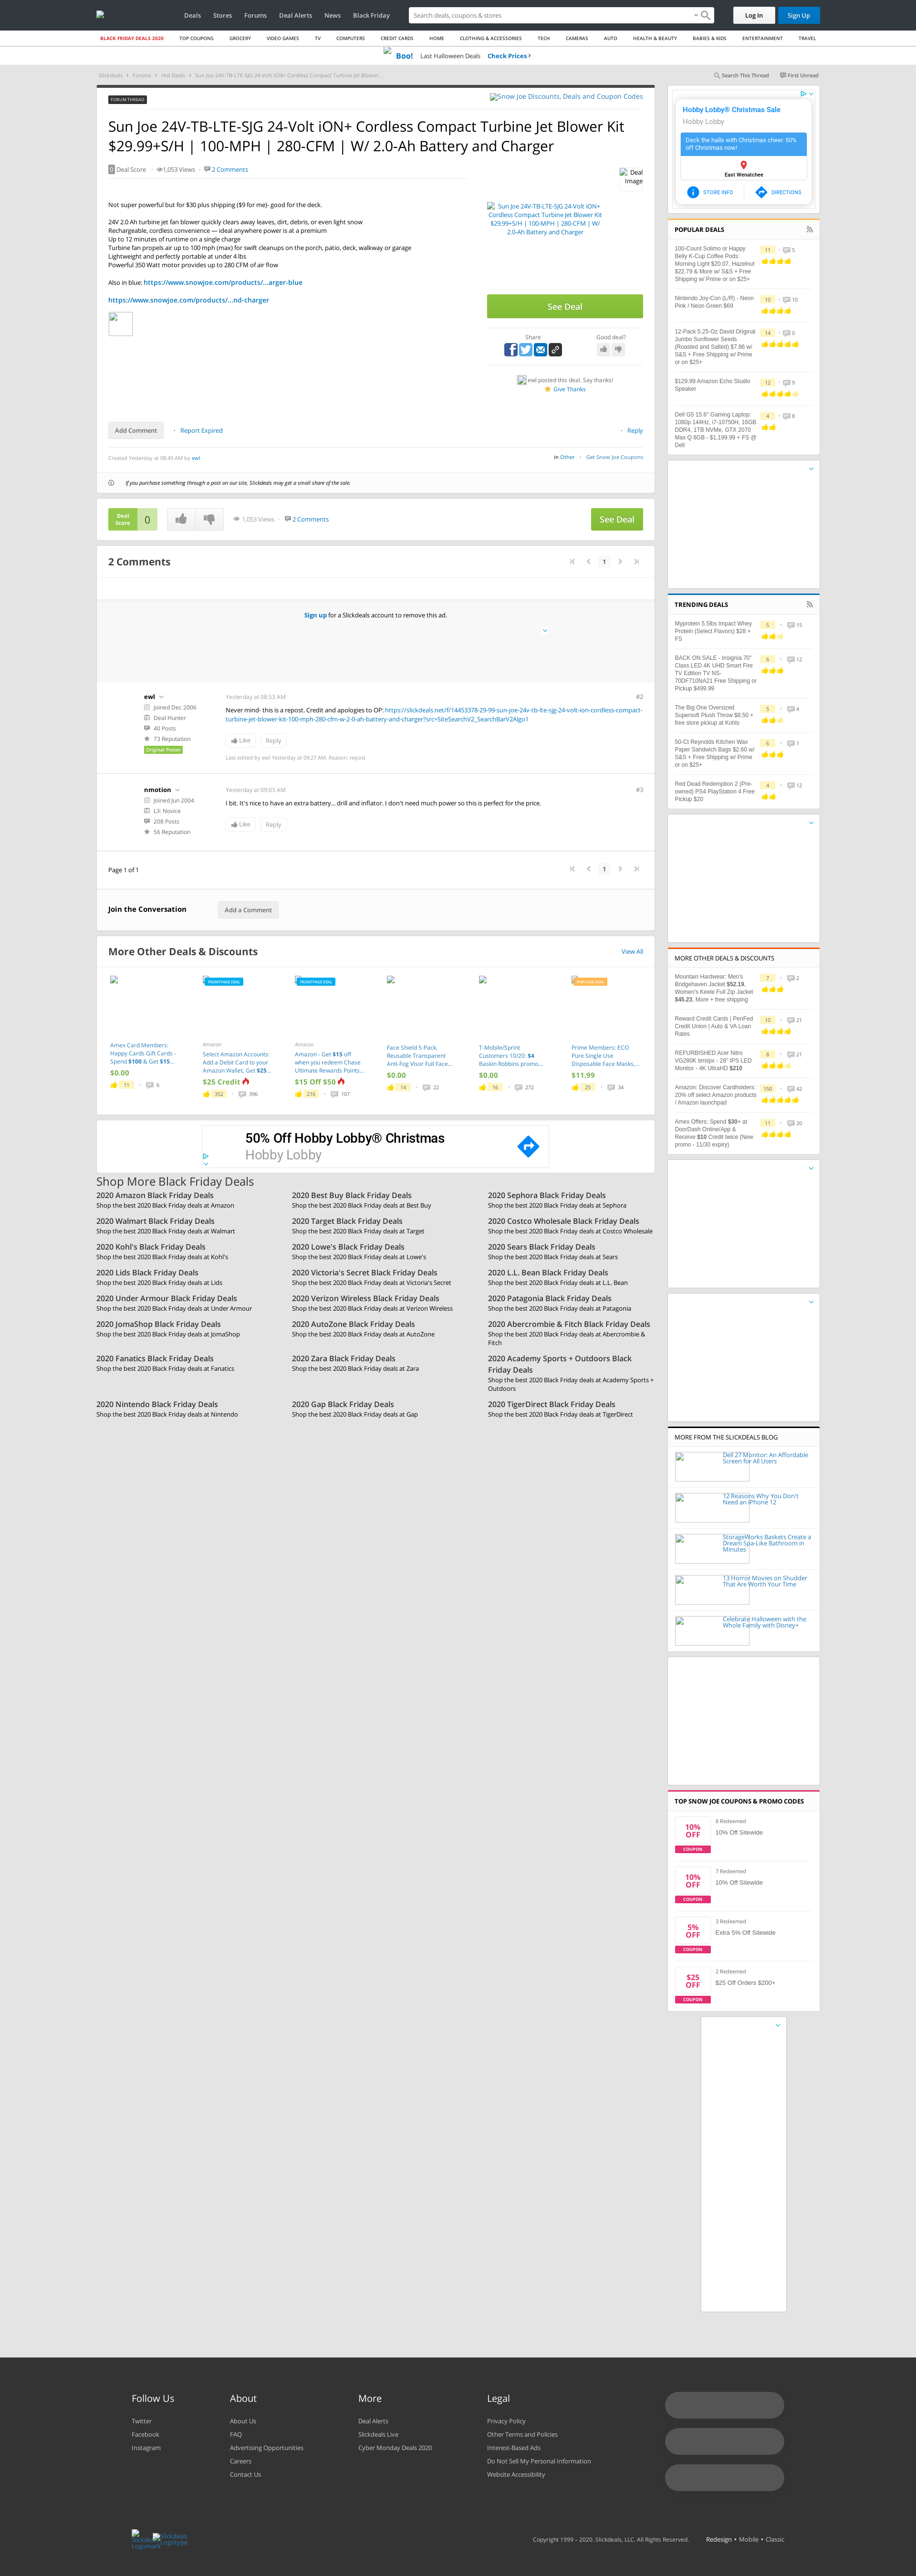 Deals Stores Forums Deal Alerts News Black Friday Search deals, coupons & stores Log In Sign Up
BLACK FRIDAY DEALS 2020 TOP COUPONS GROCERY VIDEO GAMES TV COMPUTERS CREDIT CARDS HOME CLOTHING & ACCESSORIES TECH CAMERAS AUTO HEALTH & BEAUTY BABIES & KIDS ENTERTAINMENT TRAVEL
Boo! Last Halloween Deals Check Prices
Slickdeals Forums Hot Deals Sun Joe 24V-TB-LTE-SJG 24-Volt iON+ Cordless Compact Turbine Jet Blower... Search This Thread First Unread
FORUM THREAD
Snow Joe Discounts, Deals and Coupon Codes
Sun Joe 24V-TB-LTE-SJG 24-Volt iON+ Cordless Compact Turbine Jet Blower Kit
$29.99+S/H | 100-MPH | 280-CFM | W/ 2.0-Ah Battery and Charger
0 Deal Score · 1,053 Views · 2 Comments
Deal
Image
Not super powerful but for $30 plus shipping ($9 for me)- good for the deck.
24V 2.0 Ah turbine jet fan blower quickly clears away leaves, dirt, debris, or even light snow
Rechargeable, cordless convenience — ideal anywhere power is at a premium
Up to 12 minutes of runtime on a single charge
Turbine fan propels air up to 100 mph (max) for swift cleanups on the porch, patio, deck, walkway or garage
Lightweight and perfectly portable at under 4 lbs
Powerful 350 Watt motor provides up to 280 CFM of air flow
Also in blue: https://www.snowjoe.com/products/...arger-blue
https://www.snowjoe.com/products/...nd-charger
Sun Joe 24V-TB-LTE-SJG 24-Volt iON+
Cordless Compact Turbine Jet Blower Kit
$29.99+S/H | 100-MPH | 280-CFM | W/
2.0-Ah Battery and Charger
See Deal
Share Good deal?
ewl posted this deal. Say thanks!
Give Thanks
Add Comment · Report Expired · Reply
Created Yesterday at 08:49 AM by ewl in Other · Get Snow Joe Coupons
If you purchase something through a post on our site, Slickdeals may get a small share of the sale.
Deal
Score 0 1,053 Views · 2 Comments See Deal
2 Comments 1
Sign up for a Slickdeals account to remove this ad.
ewl
Joined Dec 2006
Deal Hunter
40 Posts
73 Reputation
Original Poster
Yesterday at 08:53 AM #2
Never mind- this is a repost. Credit and apologies to OP: https://slickdeals.net/f/14453378-29-99-sun-joe-24v-tb-lte-sjg-24-volt-ion-cordless-compact-
turbine-jet-blower-kit-100-mph-280-cfm-w-2-0-ah-battery-and-charger?src=SiteSearchV2_SearchBarV2Algo1
Like Reply
Last edited by ewl Yesterday at 09:27 AM. Reason: repost
nmotion
Joined Jun 2004
L3: Novice
208 Posts
56 Reputation
Yesterday at 09:03 AM #3
I bit. It's nice to have an extra battery... drill and inflator. I don't need much power so this is perfect for the price.
Like Reply
Page 1 of 1 1
Join the Conversation Add a Comment
More Other Deals & Discounts View All
Amex Card Members:
Happy Cards Gift Cards -
Spend $100 & Get $15...
$0.00
11 · 6
FRONTPAGE DEAL
Amazon
Select Amazon Accounts:
Add a Debit Card to your
Amazon Wallet, Get $25...
$25 Credit
352 · 396
FRONTPAGE DEAL
Amazon
Amazon - Get $15 off
when you redeem Chase
Ultimate Rewards Points...
$15 Off $50
216 · 107
Face Shield 5-Pack,
Reusable Transparent
Anti-Fog Visor Full Face...
$0.00
14 · 22
T-Mobile/Sprint
Customers 10/20: $4
Baskin Robbins promo...
$0.00
16 · 272
POPULAR DEAL
Prime Members: ECO
Pure Single Use
Disposable Face Masks,...
$11.99
25 · 34
50% Off Hobby Lobby® Christmas
Hobby Lobby
Shop More Black Friday Deals
2020 Amazon Black Friday Deals
Shop the best 2020 Black Friday deals at Amazon
2020 Best Buy Black Friday Deals
Shop the best 2020 Black Friday deals at Best Buy
2020 Sephora Black Friday Deals
Shop the best 2020 Black Friday deals at Sephora
2020 Walmart Black Friday Deals
Shop the best 2020 Black Friday deals at Walmart
2020 Target Black Friday Deals
Shop the best 2020 Black Friday deals at Target
2020 Costco Wholesale Black Friday Deals
Shop the best 2020 Black Friday deals at Costco Wholesale
2020 Kohl's Black Friday Deals
Shop the best 2020 Black Friday deals at Kohl's
2020 Lowe's Black Friday Deals
Shop the best 2020 Black Friday deals at Lowe's
2020 Sears Black Friday Deals
Shop the best 2020 Black Friday deals at Sears
2020 Lids Black Friday Deals
Shop the best 2020 Black Friday deals at Lids
2020 Victoria's Secret Black Friday Deals
Shop the best 2020 Black Friday deals at Victoria's Secret
2020 L.L. Bean Black Friday Deals
Shop the best 2020 Black Friday deals at L.L. Bean
2020 Under Armour Black Friday Deals
Shop the best 2020 Black Friday deals at Under Armour
2020 Verizon Wireless Black Friday Deals
Shop the best 2020 Black Friday deals at Verizon Wireless
2020 Patagonia Black Friday Deals
Shop the best 2020 Black Friday deals at Patagonia
2020 JomaShop Black Friday Deals
Shop the best 2020 Black Friday deals at JomaShop
2020 AutoZone Black Friday Deals
Shop the best 2020 Black Friday deals at AutoZone
2020 Abercrombie & Fitch Black Friday Deals
Shop the best 2020 Black Friday deals at Abercrombie &
Fitch
2020 Fanatics Black Friday Deals
Shop the best 2020 Black Friday deals at Fanatics
2020 Zara Black Friday Deals
Shop the best 2020 Black Friday deals at Zara
2020 Academy Sports + Outdoors Black
Friday Deals
Shop the best 2020 Black Friday deals at Academy Sports +
Outdoors
2020 Nintendo Black Friday Deals
Shop the best 2020 Black Friday deals at Nintendo
2020 Gap Black Friday Deals
Shop the best 2020 Black Friday deals at Gap
2020 TigerDirect Black Friday Deals
Shop the best 2020 Black Friday deals at TigerDirect
Hobby Lobby® Christmas Sale
Hobby Lobby
Deck the halls with Christmas cheer. 50%
off Christmas now!
East Wenatchee
STORE INFO DIRECTIONS
POPULAR DEALS
100-Count Solimo or Happy
Belly K-Cup Coffee Pods:
Morning Light $20.07, Hazelnut
$22.79 & More w/ S&S + Free
Shipping w/ Prime or on $25+
11 · 5
Nintendo Joy-Con (L/R) - Neon
Pink / Neon Green $69
10 · 10
12-Pack 5.25-Oz David Original
Jumbo Sunflower Seeds
(Roasted and Salted) $7.86 w/
S&S + Free Shipping w/ Prime
or on $25+
14 · 0
$129.99 Amazon Echo Studio
Speaker
12 · 9
Dell G5 15.6" Gaming Laptop:
1080p 144Hz, i7-10750H, 16GB
DDR4, 1TB NVMe, GTX 2070
Max Q 8GB - $1,199.99 + FS @
Dell
4 · 8
TRENDING DEALS
Myprotein 5.5lbs Impact Whey
Protein (Select Flavors) $28 +
FS
5 · 15
BACK ON SALE - Insignia 70"
Class LED 4K UHD Smart Fire
TV Edition TV NS-
70DF710NA21 Free Shipping or
Pickup $499.99
6 · 12
The Big One Oversized
Supersoft Plush Throw $8.50 +
free store pickup at Kohls
5 · 4
50-Ct Reynolds Kitchen Wax
Paper Sandwich Bags $2.60 w/
S&S + Free Shipping w/ Prime
or on $25+
6 · 1
Red Dead Redemption 2 (Pre-
owned) PS4 PlayStation 4 Free
Pickup $20
4 · 12
MORE OTHER DEALS & DISCOUNTS
Mountain Hardwear: Men's
Bridgehaven Jacket $52.19,
Women's Keele Full Zip Jacket
$45.23, More + free shipping
7 · 2
Reward Credit Cards | PenFed
Credit Union | Auto & VA Loan
Rates
10 · 21
REFURBISHED Acer Nitro
VG280K bmiipx - 28" IPS LED
Monitor - 4K UltraHD $210
6 · 21
Amazon: Discover Cardholders:
20% off select Amazon products
/ Amazon launchpad
150 · 42
Amex Offers: Spend $30+ at
DoorDash Online/App &
Receive $10 Credit twice (New
promo - 11/30 expiry)
11 · 20
MORE FROM THE SLICKDEALS BLOG
Dell 27 Monitor: An Affordable
Screen for All Users
12 Reasons Why You Don't
Need an iPhone 12
StorageWorks Baskets Create a
Dream Spa-Like Bathroom in
Minutes
13 Horror Movies on Shudder
That Are Worth Your Time
Celebrate Halloween with the
Whole Family with Disney+
TOP SNOW JOE COUPONS & PROMO CODES
10%
OFF
COUPON
8 Redeemed
10% Off Sitewide
10%
OFF
COUPON
7 Redeemed
10% Off Sitewide
5%
OFF
COUPON
3 Redeemed
Extra 5% Off Sitewide
$25
OFF
COUPON
2 Redeemed
$25 Off Orders $200+
Follow Us
Twitter
Facebook
Instagram
About
About Us
FAQ
Advertising Opportunities
Careers
Contact Us
More
Deal Alerts
Slickdeals Live
Cyber Monday Deals 2020
Legal
Privacy Policy
Other Terms and Policies
Interest-Based Ads
Do Not Sell My Personal Information
Website Accessibility
Slickdeals
Logotype
Copyright 1999 – 2020. Slickdeals, LLC. All Rights Reserved. Redesign • Mobile • Classic